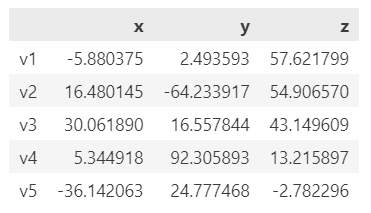 x y z
v1 -5.880375 2.493593 57.621799
v2 16.480145 -64.233917 54.906570
v3 30.061890 16.557844 43.149609
v4 5.344918 92.305893 13.215897
v5 -36.142063 24.777468 -2.782296